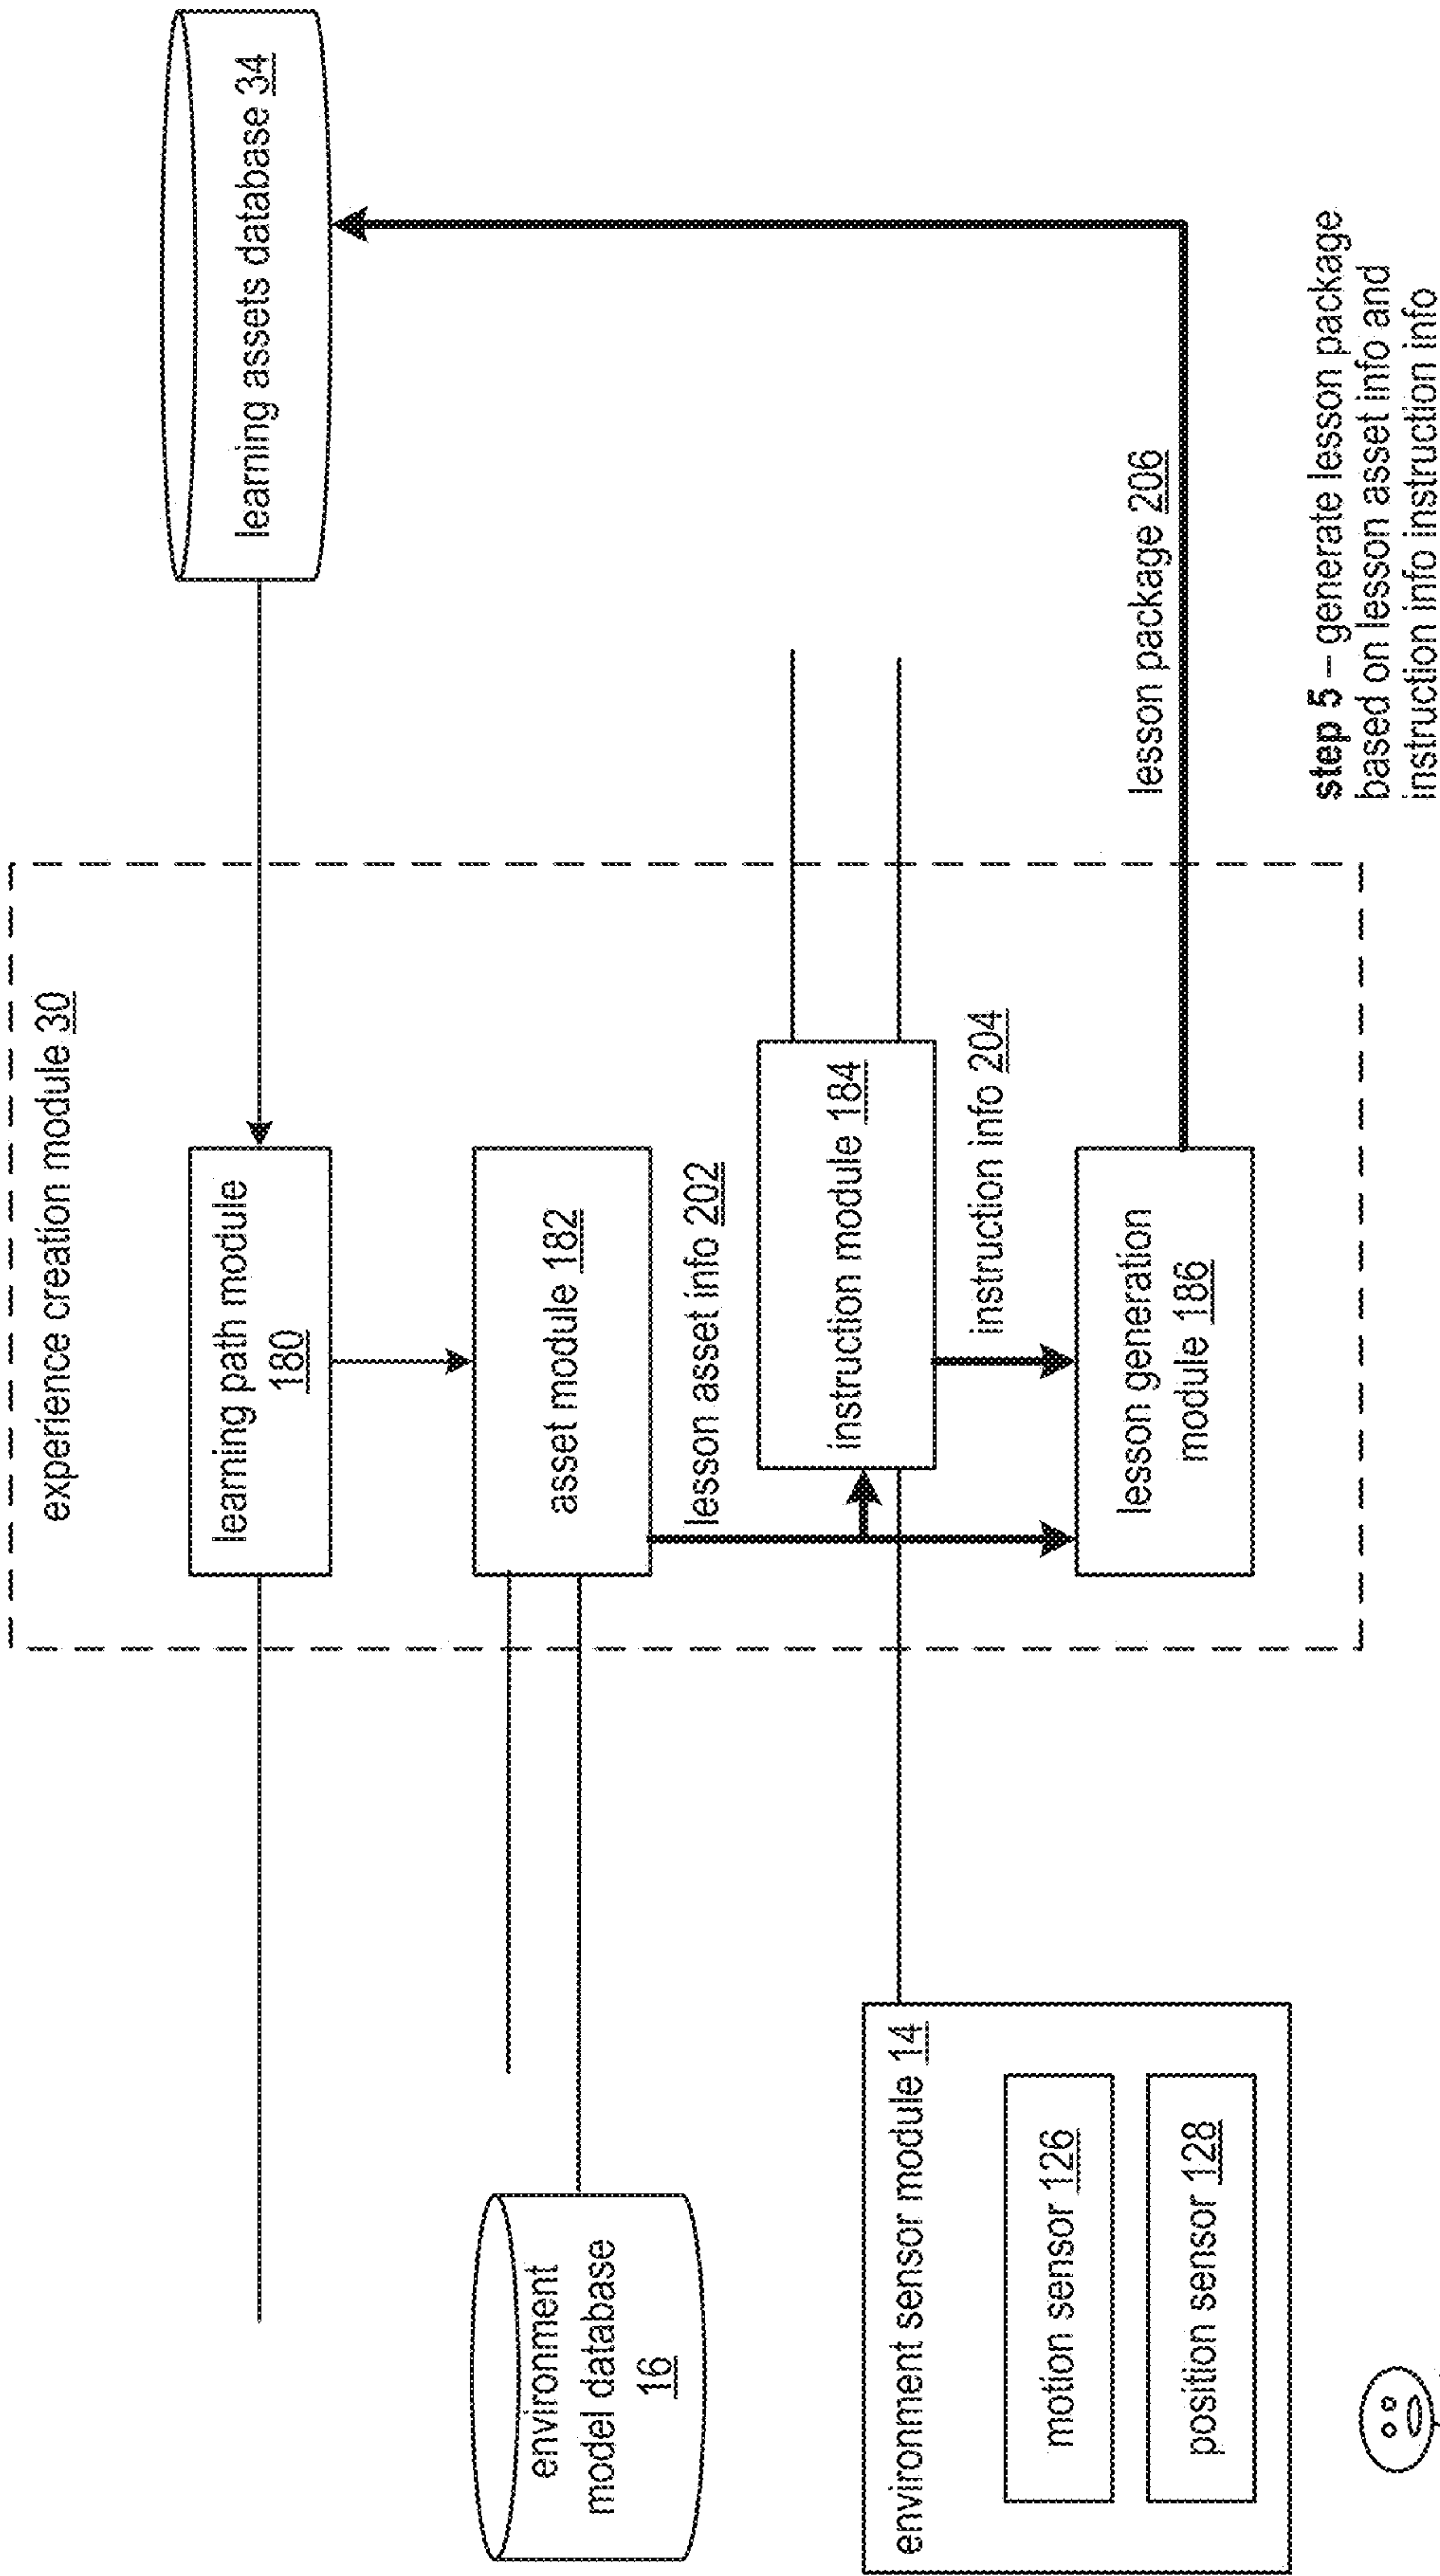 experience creation module 30
learning assets database 34
learning path module
180
environment
model database
16
asset module 182
lesson asset info 202
instruction module 184
environment sensor module 14
instruction info 204
motion sensor 126
lesson generation
module 186
lesson package 206
position sensor 128
step 5 – generate lesson package
based on lesson asset info and
instruction info instruction info